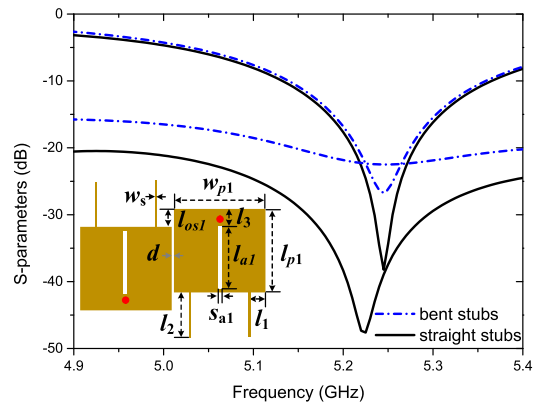 0
-10
-20
-30
-40
-50
S-parameters (dB)
4.9
5.0
5.1
5.2
5.3
5.4
Frequency (GHz)
ws
wp1
los1
l3
d
la1
lp1
l2
sa1
l1
bent stubs
straight stubs